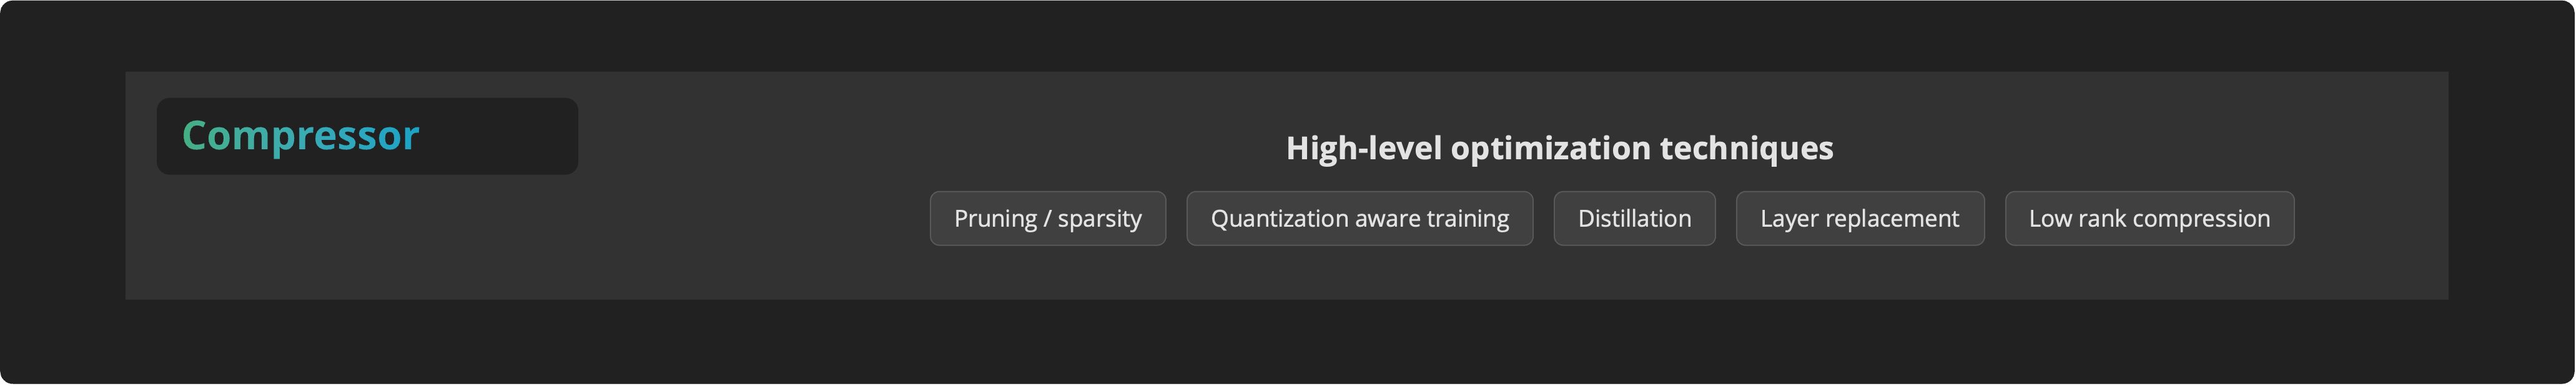 Compressor
High-level optimization techniques
Pruning / sparsity
Quantization aware training
Distillation
Layer replacement
Low rank compression